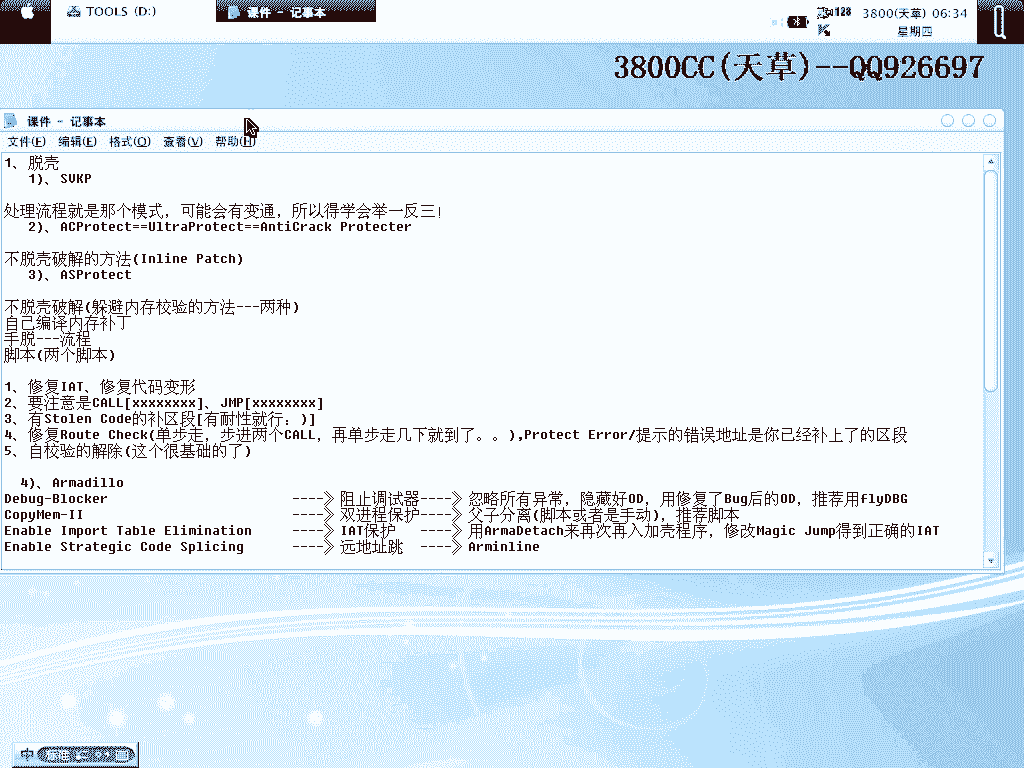 TOOLS (D:)
课件 - 记事本
128
3800(天草) 06:34
星期四
3800CC(天草)--QQ926697
课件 - 记事本
文件(F) 编辑(E) 格式(O) 查看(V) 帮助(H)
1、脱壳
1)、SVKP
处理流程就是那个模式，可能会有变通，所以得学会举一反三！
2)、ACProtect==UltraProtect==AntiCrack Protecter
不脱壳破解的方法(Inline Patch)
3)、ASProtect
不脱壳破解(躲避内存校验的方法---两种)
自己编译内存补丁
手脱---流程
脚本(两个脚本)
1、修复IAT、修复代码变形
2、要注意是CALL[xxxxxxxx]、JMP[xxxxxxxx]
3、有Stolen Code的补区段[有耐性就行：)]
4、修复Route Check(单步走，步进两个CALL，再单步走几下就到了。。),Protect Error/提示的错误地址是你已经补上了的区段
5、自校验的解除(这个很基础的了)
4)、Armadillo
Debug-Blocker ----> 阻止调试器----> 忽略所有异常，隐藏好OD，用修复了Bug后的OD，推荐用flyDBG
CopyMem-II ----> 双进程保护----> 父子分离(脚本或者是手动)，推荐脚本
Enable Import Table Elimination ----> IAT保护 ----> 用ArmaDetach来再次再入加壳程序，修改Magic Jump得到正确的IAT
Enable Strategic Code Splicing ----> 远地址跳 ----> Arminline
中